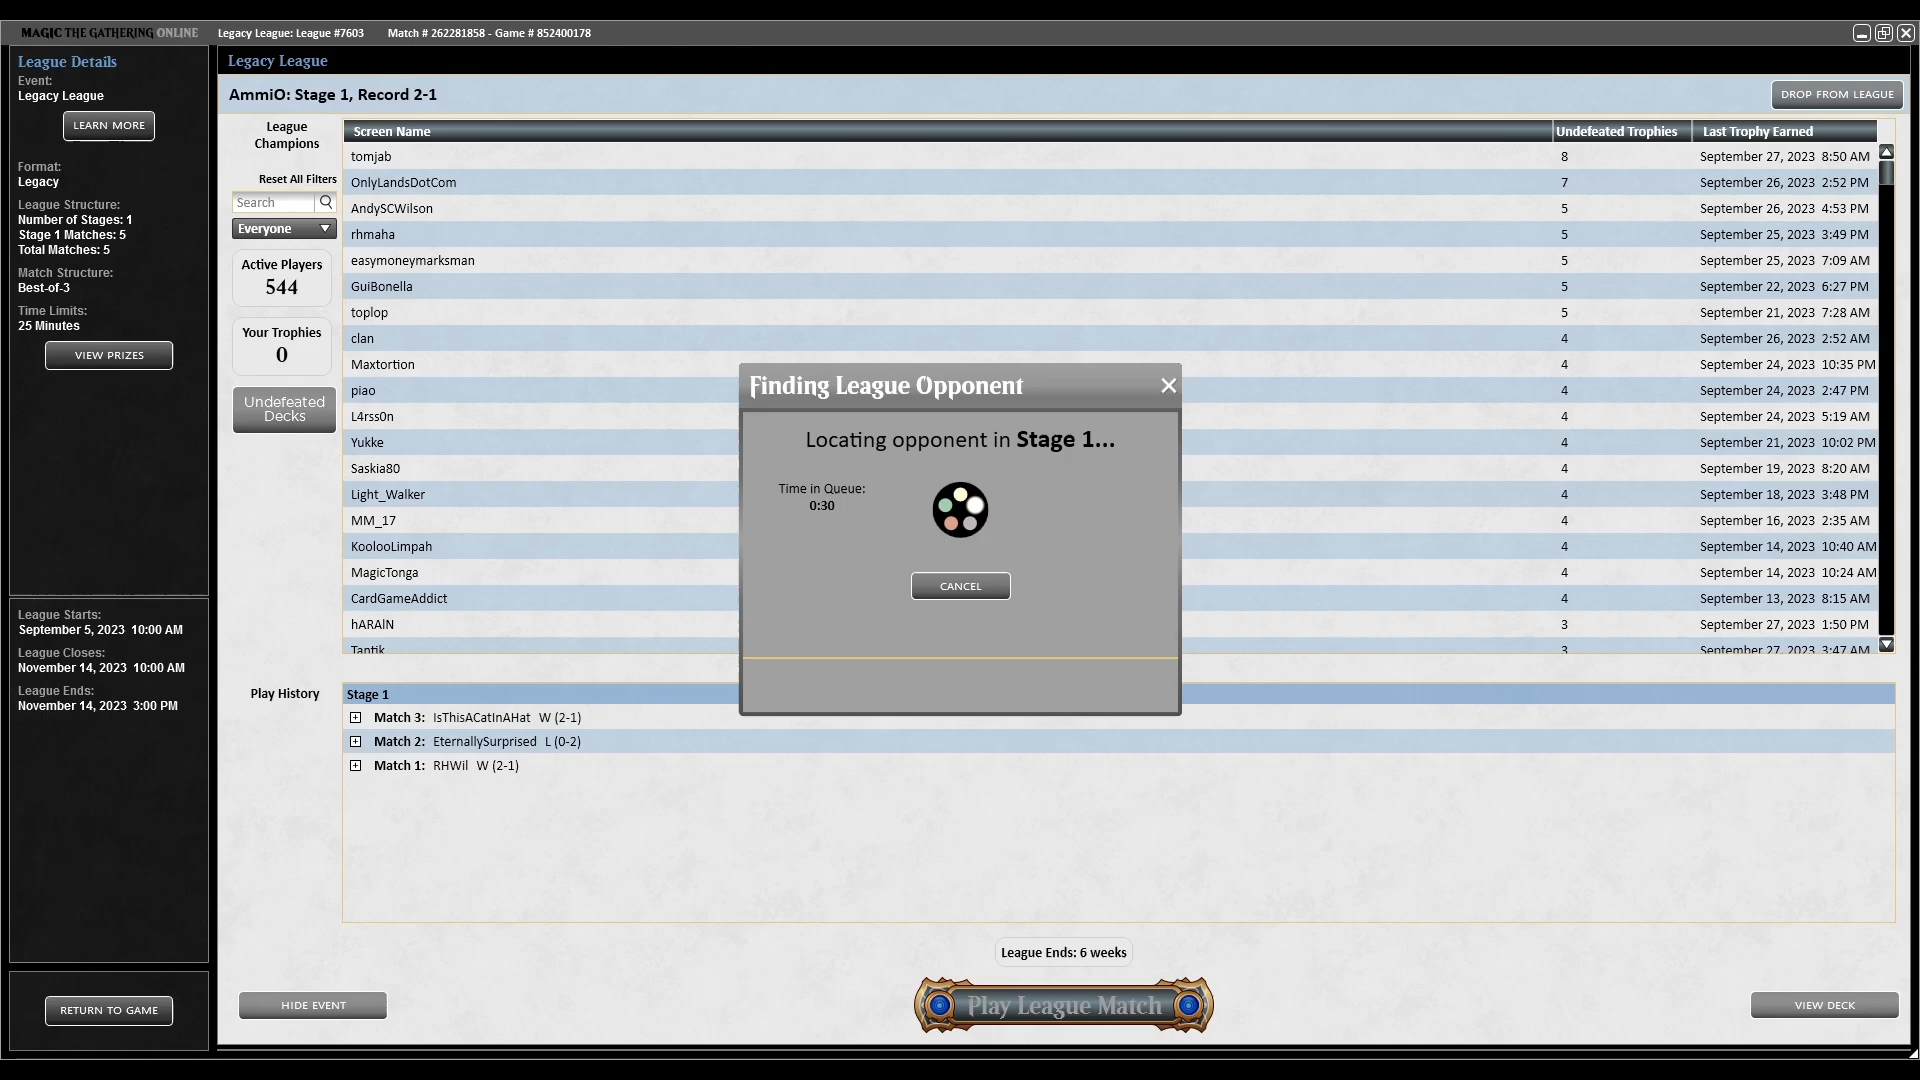 MAGIC THE GATHERING ONLINE
Legacy League: League #7603 Match # 262281858 - Game # 852400178
League Details
Event:
Legacy League
LEARN MORE
Format:
Legacy
League Structure:
Number of Stages: 1
Stage 1 Matches: 5
Total Matches: 5
Match Structure:
Best-of-3
Time Limits:
25 Minutes
VIEW PRIZES
League Starts:
September 5, 2023 10:00 AM
League Closes:
November 14, 2023 10:00 AM
League Ends:
November 14, 2023 3:00 PM
RETURN TO GAME
Legacy League
AmmiO: Stage 1, Record 2-1
DROP FROM LEAGUE
League
Champions
Reset All Filters
Search
Everyone
Active Players
544
Your Trophies
0
Undefeated
Decks
Screen Name Undefeated Trophies Last Trophy Earned
tomjab 8 September 27, 2023 8:50 AM
OnlyLandsDotCom 7 September 26, 2023 2:52 PM
AndySCWilson 5 September 26, 2023 4:53 PM
rhmaha 5 September 25, 2023 3:49 PM
easymoneymarksman 5 September 25, 2023 7:09 AM
GuiBonella 5 September 22, 2023 6:27 PM
toplop 5 September 21, 2023 7:28 AM
clan 4 September 26, 2023 2:52 AM
Maxtortion 4 September 24, 2023 10:35 PM
piao 4 September 24, 2023 2:47 PM
L4rss0n 4 September 24, 2023 5:19 AM
Yukke 4 September 21, 2023 10:02 PM
Saskia80 4 September 19, 2023 8:20 AM
Light_Walker 4 September 18, 2023 3:48 PM
MM_17 4 September 16, 2023 2:35 AM
KoolooLimpah 4 September 14, 2023 10:40 AM
MagicTonga 4 September 14, 2023 10:24 AM
CardGameAddict 4 September 13, 2023 8:15 AM
hARAlN 3 September 27, 2023 1:50 PM
Tantik 3 September 27, 2023 3:47 AM
Finding League Opponent
Locating opponent in Stage 1...
Time in Queue:
0:30
CANCEL
Play History
Stage 1
Match 3: IsThisACatInAHat W (2-1)
Match 2: EternallySurprised L (0-2)
Match 1: RHWil W (2-1)
League Ends: 6 weeks
HIDE EVENT
Play League Match
VIEW DECK